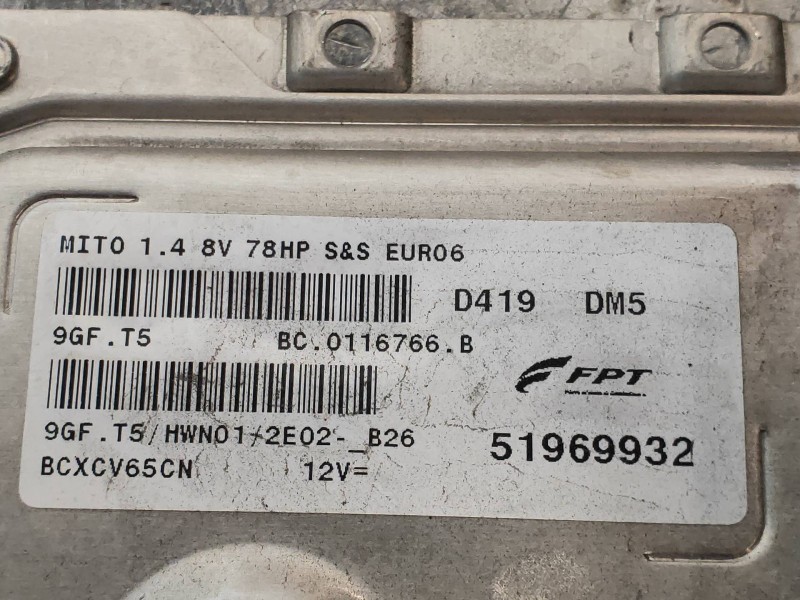 MITO 1.4 8V 78HP S&S EURO6
D419 DM5
9GF.T5 BC.0116766.B
FPT
9GF.T5/HWN01/2E02-_B26
51969932
BCXCV65CN 12V=